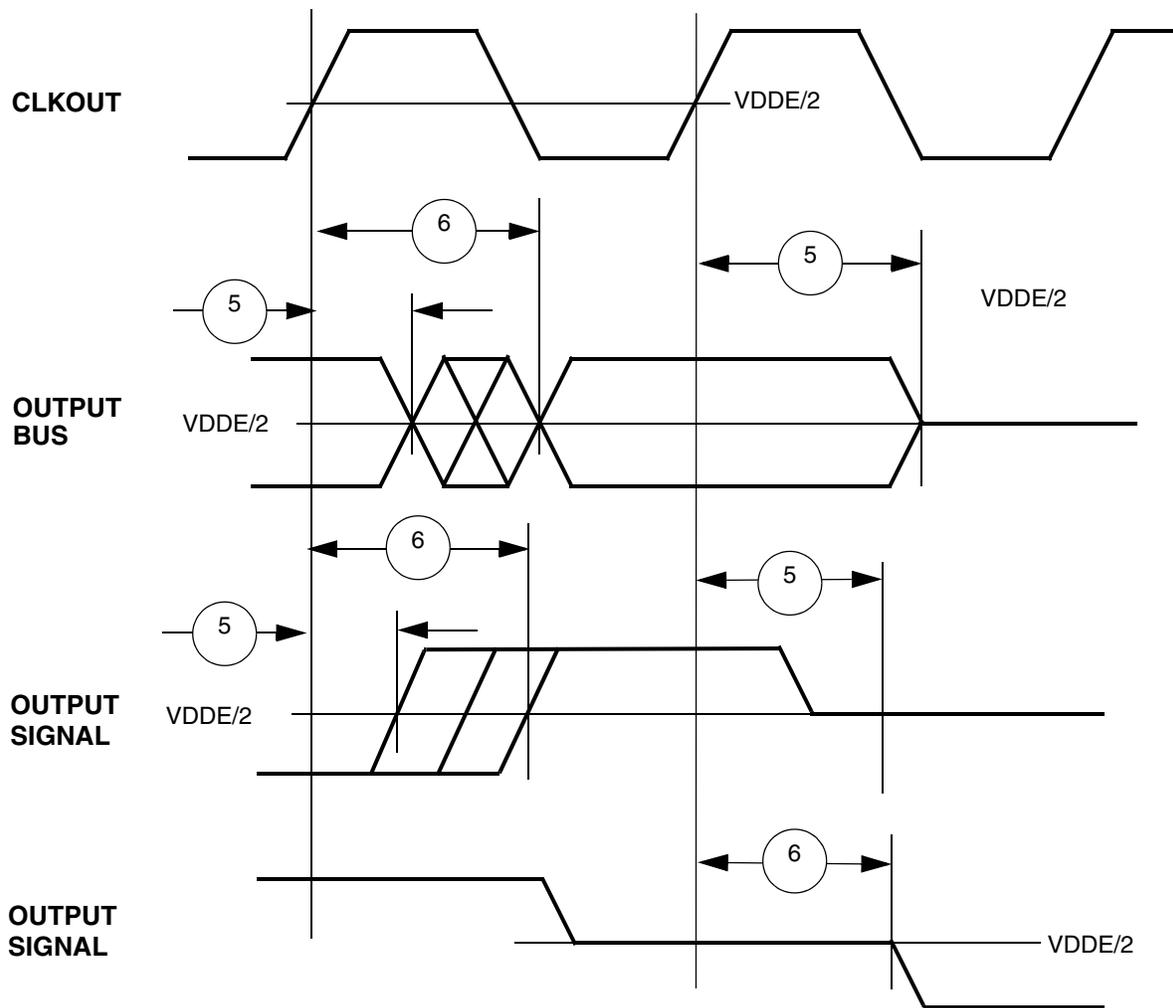 CLKOUT
VDDE/2
6
5
5
VDDE/2
OUTPUT
BUS
VDDE/2
6
5
5
OUTPUT
SIGNAL
VDDE/2
6
OUTPUT
SIGNAL
VDDE/2